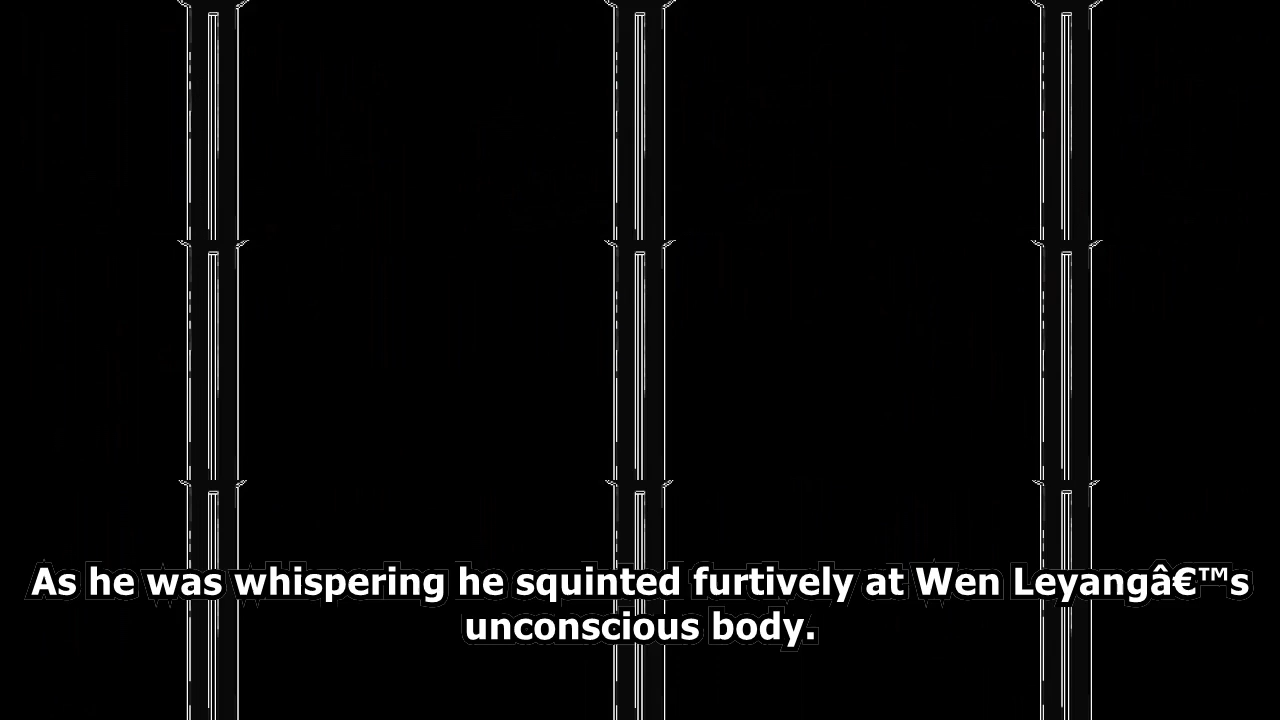 As he was whispering he squinted furtively at Wen Leyangâ€™s
unconscious body.